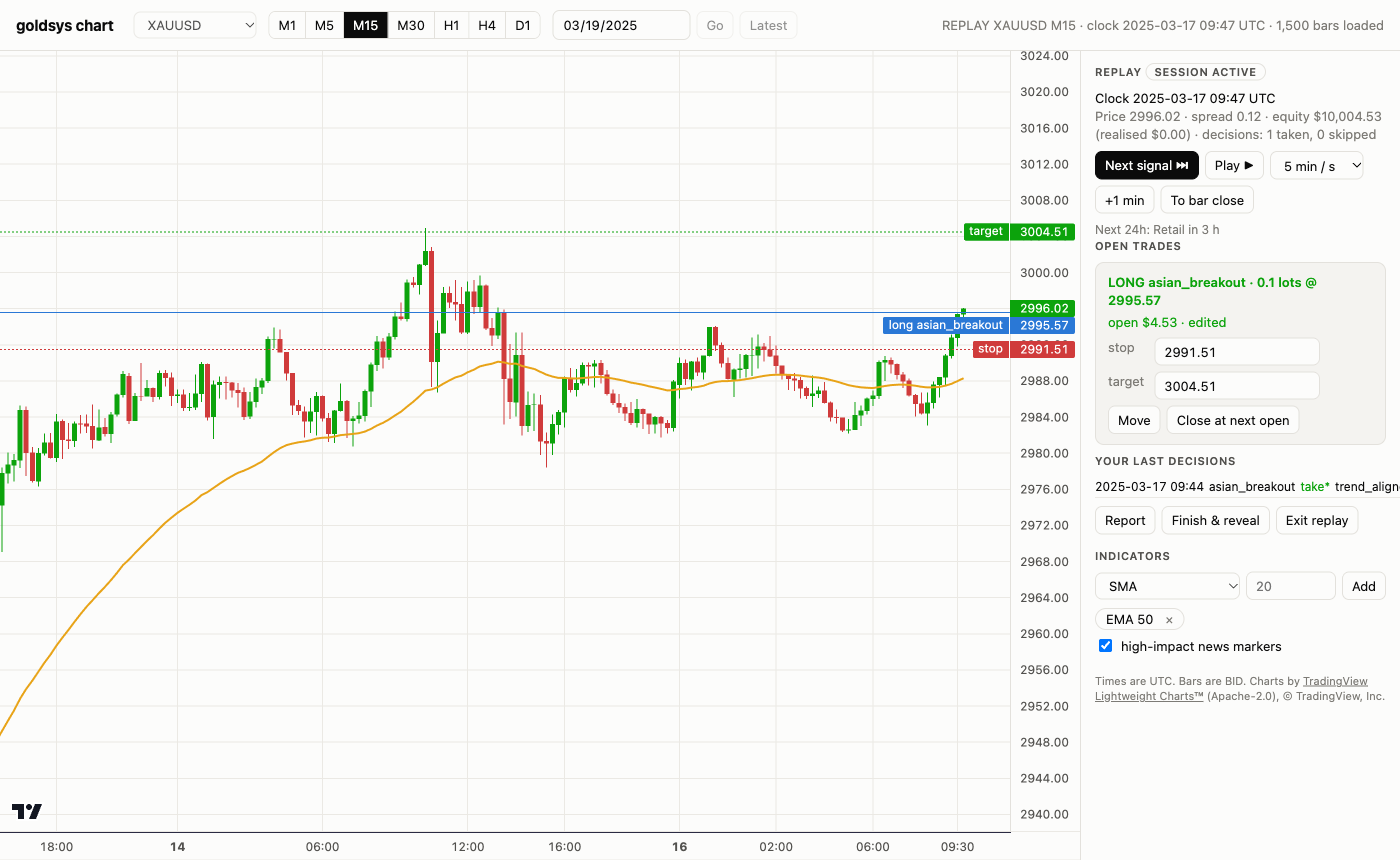 goldsys chart XAUUSD M1 M5 M15 M30 H1 H4 D1 03/19/2025 Go Latest REPLAY XAUUSD M15 · clock 2025-03-17 09:47 UTC · 1,500 bars loaded
3024.00
3020.00
3016.00
3012.00
3008.00
target 3004.51
3000.00
2996.02
long asian_breakout 2995.57
stop 2991.51
2988.00
2984.00
2980.00
2976.00
2972.00
2968.00
2964.00
2960.00
2956.00
2952.00
2948.00
2944.00
2940.00
18:00 14 06:00 12:00 16:00 16 02:00 06:00 09:30
REPLAY SESSION ACTIVE
Clock 2025-03-17 09:47 UTC
Price 2996.02 · spread 0.12 · equity $10,004.53
(realised $0.00) · decisions: 1 taken, 0 skipped
Next signal ⏭ Play ▶ 5 min / s
+1 min To bar close
Next 24h: Retail in 3 h
OPEN TRADES
LONG asian_breakout · 0.1 lots @
2995.57
open $4.53 · edited
stop 2991.51
target 3004.51
Move Close at next open
YOUR LAST DECISIONS
2025-03-17 09:44 asian_breakout take* trend_align
Report Finish & reveal Exit replay
INDICATORS
SMA 20 Add
EMA 50 ×
high-impact news markers
Times are UTC. Bars are BID. Charts by TradingView
Lightweight Charts™ (Apache-2.0), © TradingView, Inc.